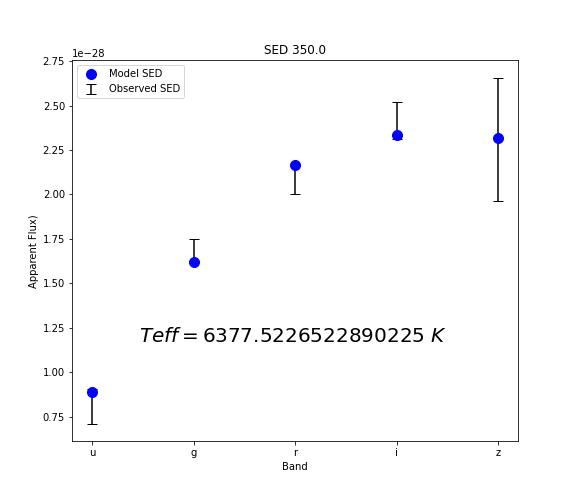 SED 350.0
1e−28
Model SED
Observed SED
2.75
2.50
2.25
2.00
1.75
1.50
1.25
1.00
0.75
Apparent Flux)
Teff = 6377.5226522890225 K
u g r i z
Band